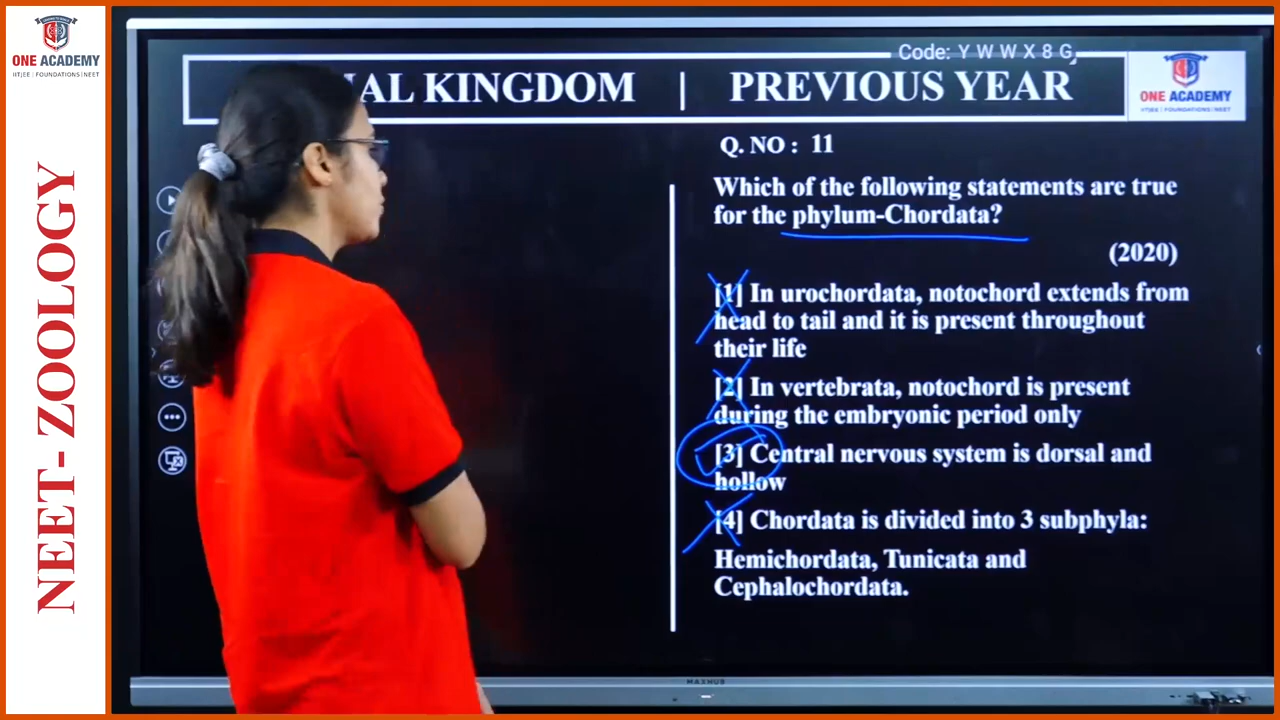 ONE ACADEMY
IIT|JEE | FOUNDATIONS | NEET
NEET- ZOOLOGY
Code: Y W W X 8 G
AL KINGDOM | PREVIOUS YEAR
ONE ACADEMY
IIT|JEE | FOUNDATIONS | NEET
Q. NO : 11
Which of the following statements are true
for the phylum-Chordata?
(2020)
[1] In urochordata, notochord extends from
head to tail and it is present throughout
their life
[2] In vertebrata, notochord is present
during the embryonic period only
[3] Central nervous system is dorsal and
hollow
[4] Chordata is divided into 3 subphyla:
Hemichordata, Tunicata and
Cephalochordata.
MAXHUB